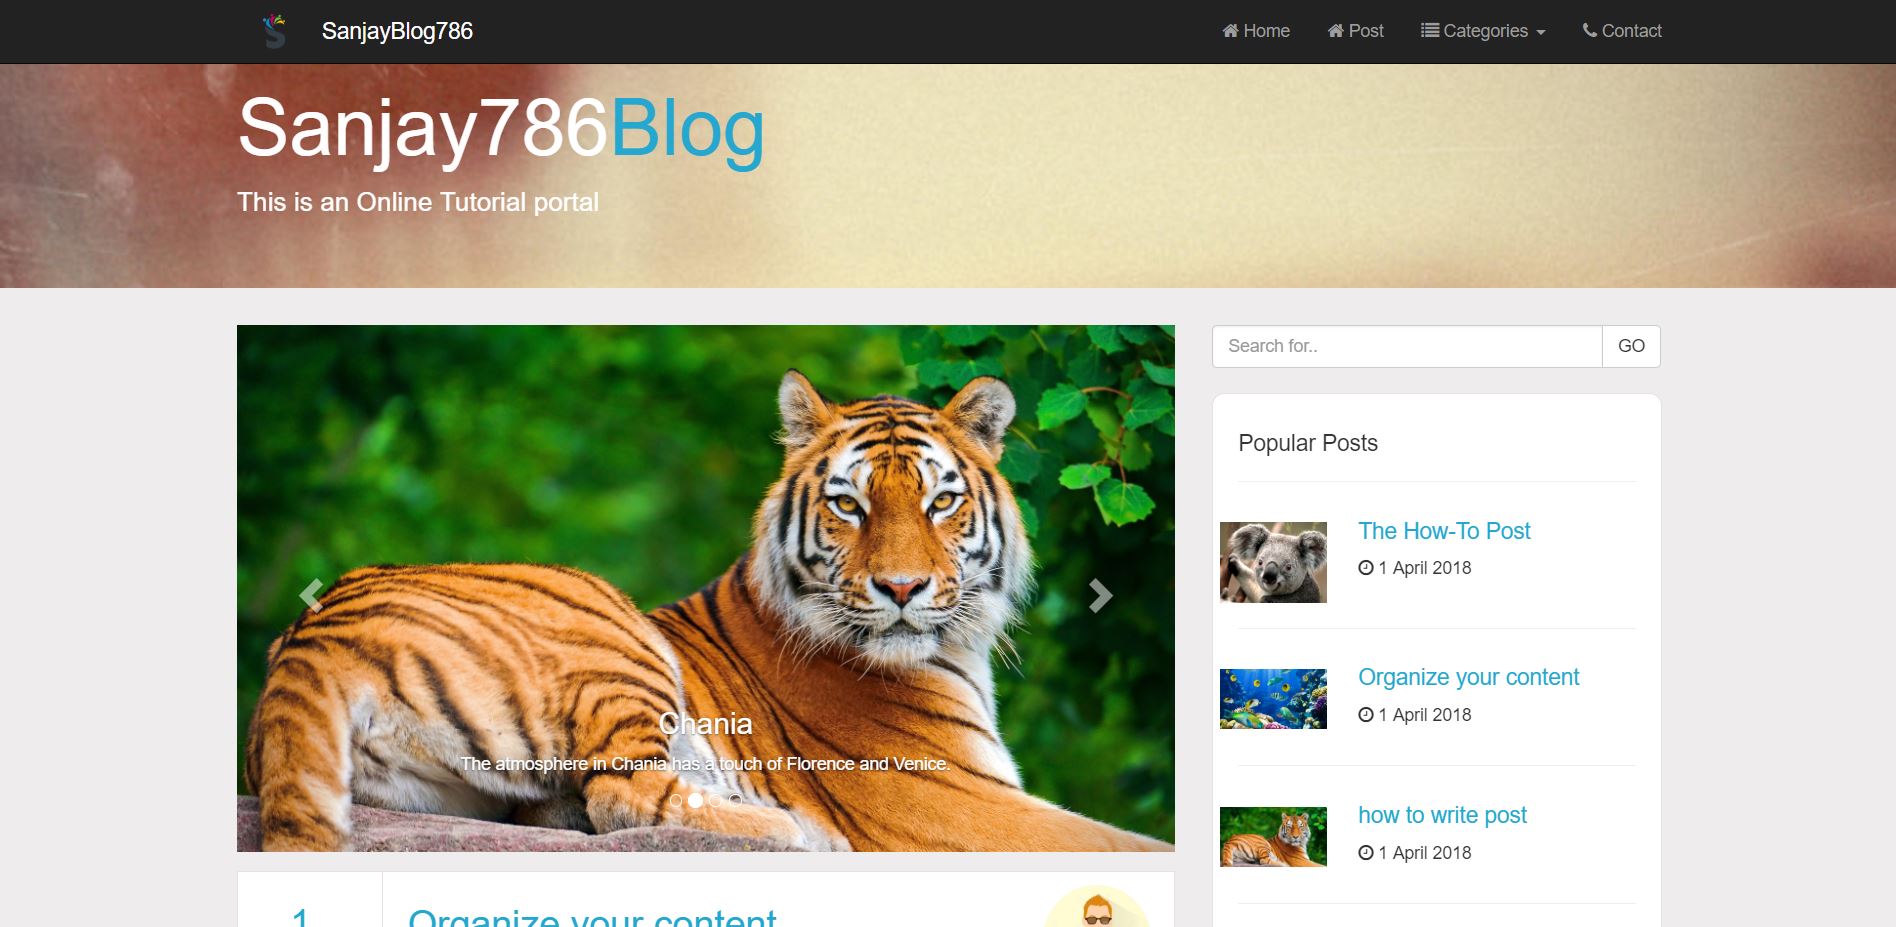 SanjayBlog786
Home
Post
Categories
Contact
Sanjay786Blog
This is an Online Tutorial portal
Search for..
GO
Chania
The atmosphere in Chania has a touch of Florence and Venice.
Popular Posts
The How-To Post
1 April 2018
Organize your content
1 April 2018
how to write post
1 April 2018
1
Organize your content